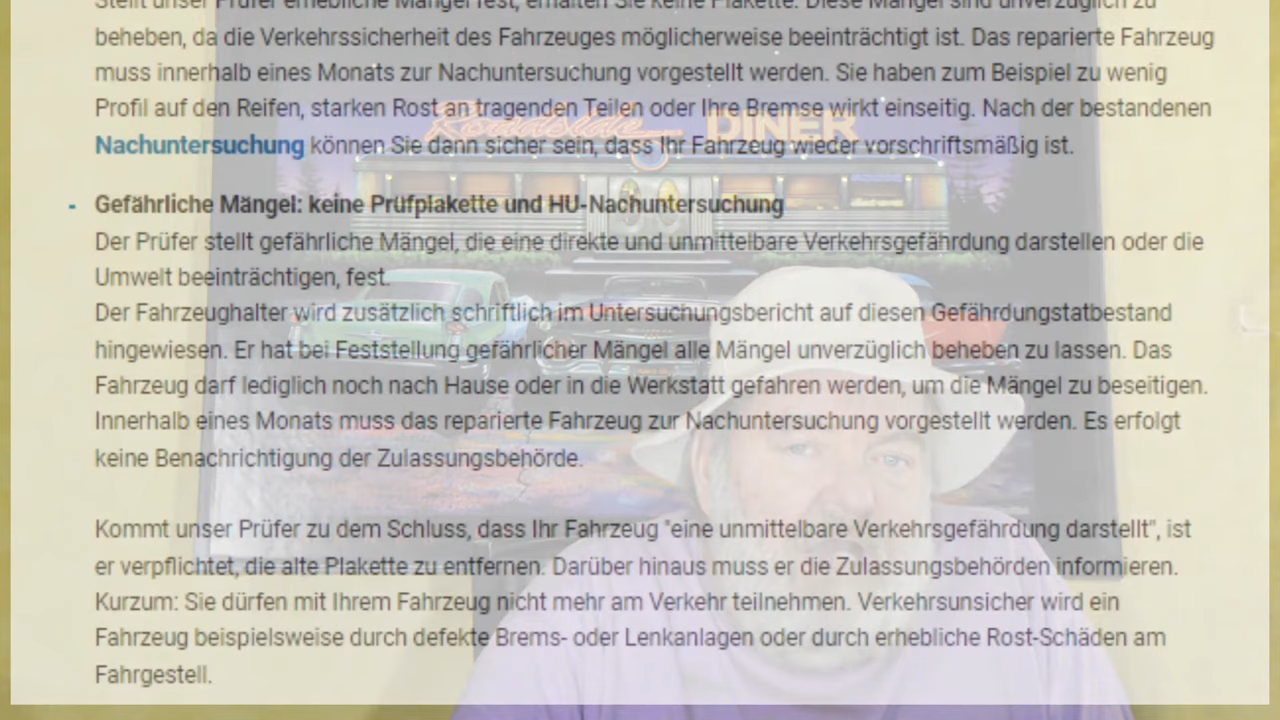 Stellt unser Prüfer erhebliche Mängel fest, erhalten Sie keine Plakette. Diese Mängel sind unverzüglich zu
beheben, da die Verkehrssicherheit des Fahrzeuges möglicherweise beeinträchtigt ist. Das reparierte Fahrzeug
muss innerhalb eines Monats zur Nachuntersuchung vorgestellt werden. Sie haben zum Beispiel zu wenig
Profil auf den Reifen, starken Rost an tragenden Teilen oder Ihre Bremse wirkt einseitig. Nach der bestandenen
Roadside DINER
Nachuntersuchung können Sie dann sicher sein, dass Ihr Fahrzeug wieder vorschriftsmäßig ist.
- Gefährliche Mängel: keine Prüfplakette und HU-Nachuntersuchung
Der Prüfer stellt gefährliche Mängel, die eine direkte und unmittelbare Verkehrsgefährdung darstellen oder die
Umwelt beeinträchtigen, fest.
Der Fahrzeughalter wird zusätzlich schriftlich im Untersuchungsbericht auf diesen Gefährdungstatbestand
hingewiesen. Er hat bei Feststellung gefährlicher Mängel alle Mängel unverzüglich beheben zu lassen. Das
Fahrzeug darf lediglich noch nach Hause oder in die Werkstatt gefahren werden, um die Mängel zu beseitigen.
Innerhalb eines Monats muss das reparierte Fahrzeug zur Nachuntersuchung vorgestellt werden. Es erfolgt
keine Benachrichtigung der Zulassungsbehörde.
Kommt unser Prüfer zu dem Schluss, dass Ihr Fahrzeug "eine unmittelbare Verkehrsgefährdung darstellt", ist
er verpflichtet, die alte Plakette zu entfernen. Darüber hinaus muss er die Zulassungsbehörden informieren.
Kurzum: Sie dürfen mit Ihrem Fahrzeug nicht mehr am Verkehr teilnehmen. Verkehrsunsicher wird ein
Fahrzeug beispielsweise durch defekte Brems- oder Lenkanlagen oder durch erhebliche Rost-Schäden am
Fahrgestell.